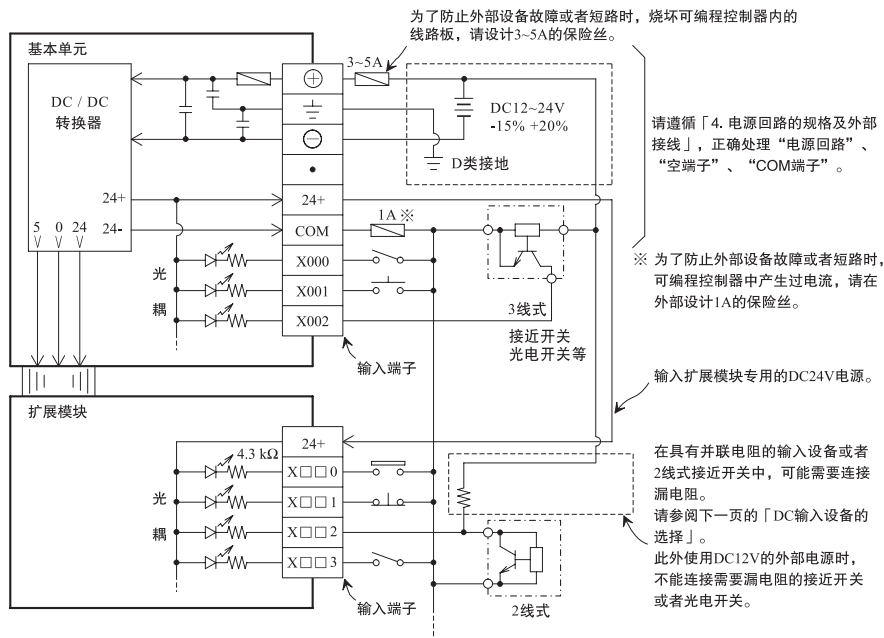 为了防止外部设备故障或者短路时，烧坏可编程控制器内的
线路板，请设计3~5A的保险丝。
基本单元
3~5A
DC / DC
转换器
DC12~24V
-15% +20%
D类接地
请遵循「4. 电源回路的规格及外部
接线」，正确处理“电源回路”、
“空端子”、“COM端子”。
24+
24+
24-
COM
1A ※
5 0 24
X000
X001
X002
光
耦
3线式
接近开关
光电开关等
输入端子
※ 为了防止外部设备故障或者短路时，
可编程控制器中产生过电流，请在
外部设计1A的保险丝。
输入扩展模块专用的DC24V电源。
扩展模块
24+
4.3 kΩ
X□□0
X□□1
X□□2
X□□3
光
耦
输入端子
2线式
在具有并联电阻的输入设备或者
2线式接近开关中，可能需要连接
漏电阻。
请参阅下一页的「DC输入设备的
选择」。
此外使用DC12V的外部电源时，
不能连接需要漏电阻的接近开关
或者光电开关。